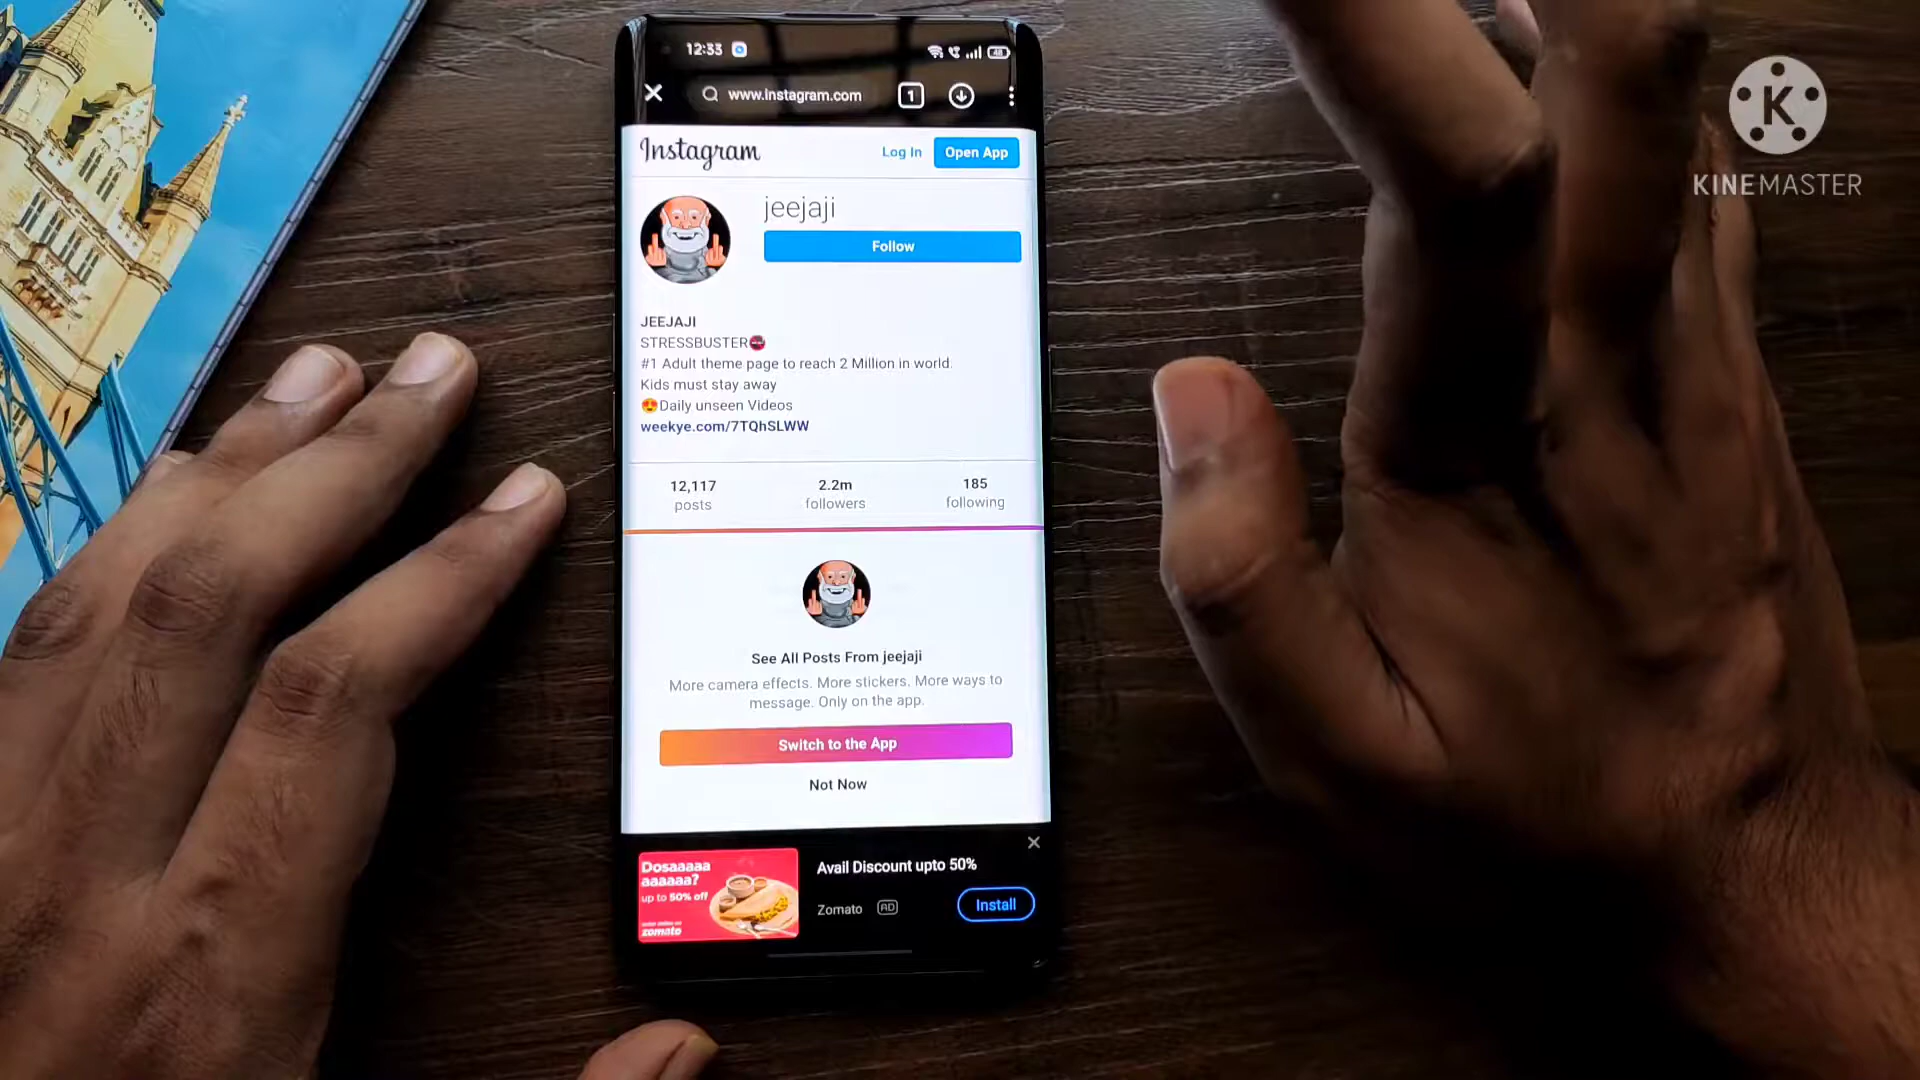 12:33
48
www.instagram.com
1
Instagram
Log In
Open App
jeejaji
Follow
JEEJAJI
STRESSBUSTER
#1 Adult theme page to reach 2 Million in world.
Kids must stay away
😍Daily unseen Videos
weekye.com/7TQhSLWW
12,117
posts
2.2m
followers
185
following
See All Posts From jeejaji
More camera effects. More stickers. More ways to
message. Only on the app.
Switch to the App
Not Now
Dosaaaaa
aaaaaa?
up to 50% off
zomato
Avail Discount upto 50%
Zomato
AD
Install
K
KINEMASTER